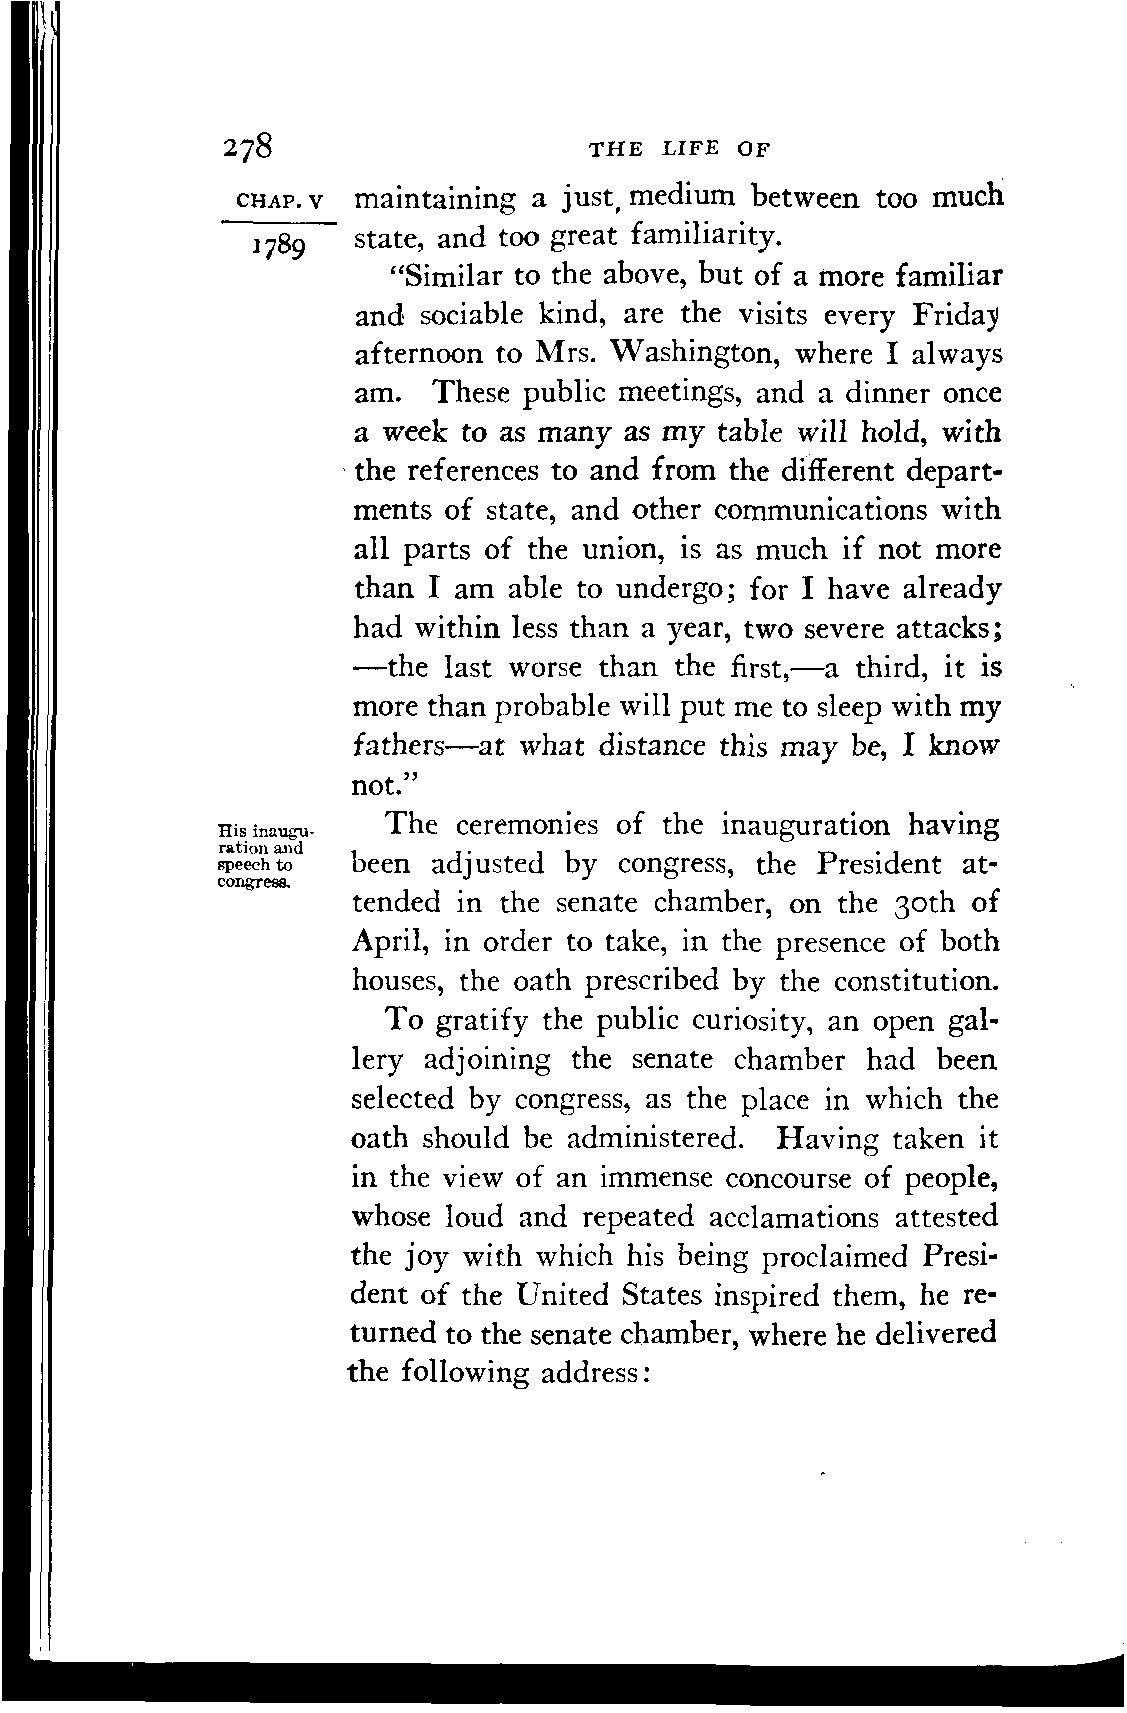 278 THE LIFE OF
CHAP. V maintaining a just, medium between too much
1789 state, and too great familiarity.
"Similar to the above, but of a more familiar
and sociable kind, are the visits every Friday
afternoon to Mrs. Washington, where I always
am. These public meetings, and a dinner once
a week to as many as my table will hold, with
the references to and from the different depart-
ments of state, and other communications with
all parts of the union, is as much if not more
than I am able to undergo; for I have already
had within less than a year, two severe attacks;
—the last worse than the first,—a third, it is
more than probable will put me to sleep with my
fathers—at what distance this may be, I know
not."
His inaugu-
ration and
speech to
congress.
The ceremonies of the inauguration having
been adjusted by congress, the President at-
tended in the senate chamber, on the 30th of
April, in order to take, in the presence of both
houses, the oath prescribed by the constitution.
To gratify the public curiosity, an open gal-
lery adjoining the senate chamber had been
selected by congress, as the place in which the
oath should be administered. Having taken it
in the view of an immense concourse of people,
whose loud and repeated acclamations attested
the joy with which his being proclaimed Presi-
dent of the United States inspired them, he re-
turned to the senate chamber, where he delivered
the following address: